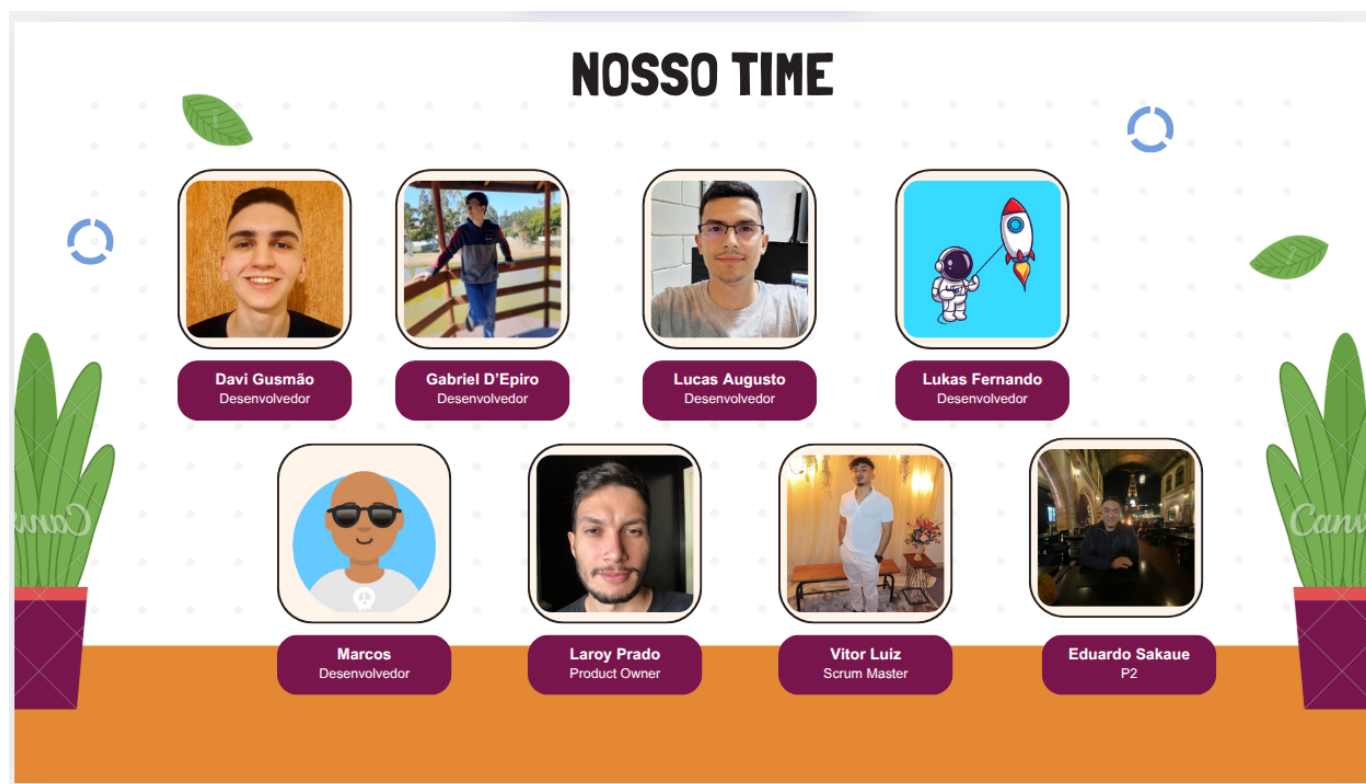 NOSSO TIME
Davi Gusmão
Desenvolvedor
Gabriel D'Epiro
Desenvolvedor
Lucas Augusto
Desenvolvedor
Lukas Fernando
Desenvolvedor
Marcos
Desenvolvedor
Laroy Prado
Product Owner
Vitor Luiz
Scrum Master
Eduardo Sakaue
P2